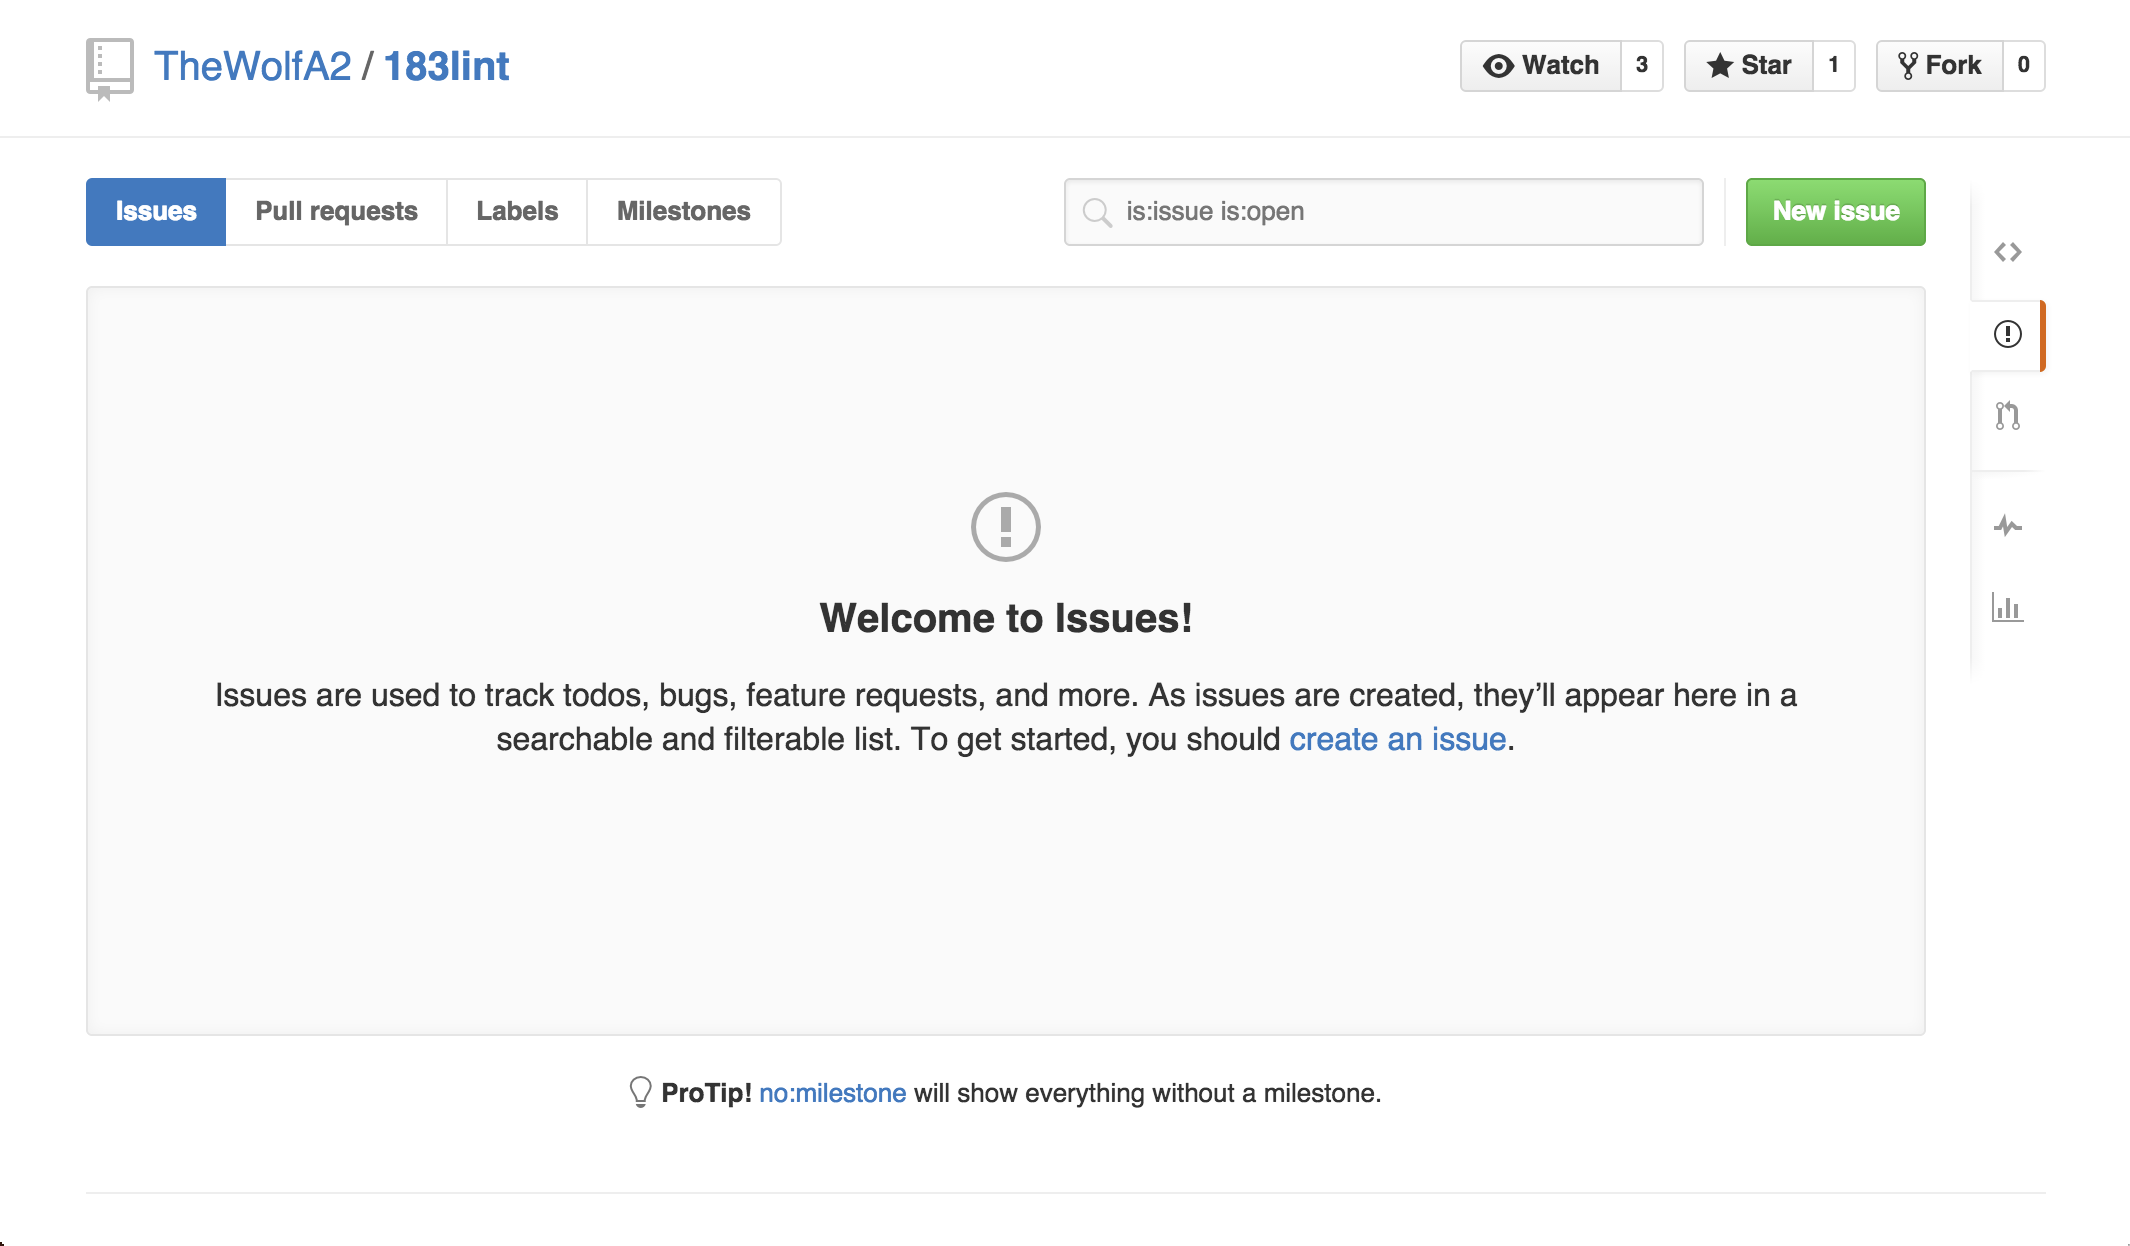 TheWolfA2 / 183lint
Watch 3 Star 1 Fork 0
Issues Pull requests Labels Milestones is:issue is:open New issue
Welcome to Issues!
Issues are used to track todos, bugs, feature requests, and more. As issues are created, they’ll appear here in a
searchable and filterable list. To get started, you should create an issue.
ProTip! no:milestone will show everything without a milestone.